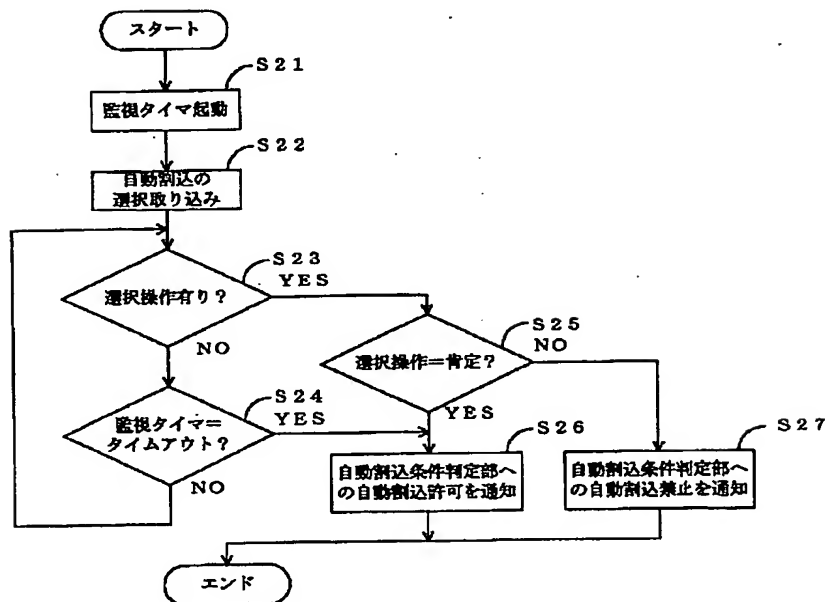 スタート
S21
監視タイマ起動
S22
自動割込の
選択取り込み
S23
選択操作有り？
YES
NO
S25
選択操作＝肯定？
NO
YES
S24
監視タイマ＝
タイムアウト？
YES
NO
S26
自動割込条件判定部へ
の自動割込許可を通知
S27
自動割込条件判定部へ
の自動割込禁止を通知
エンド